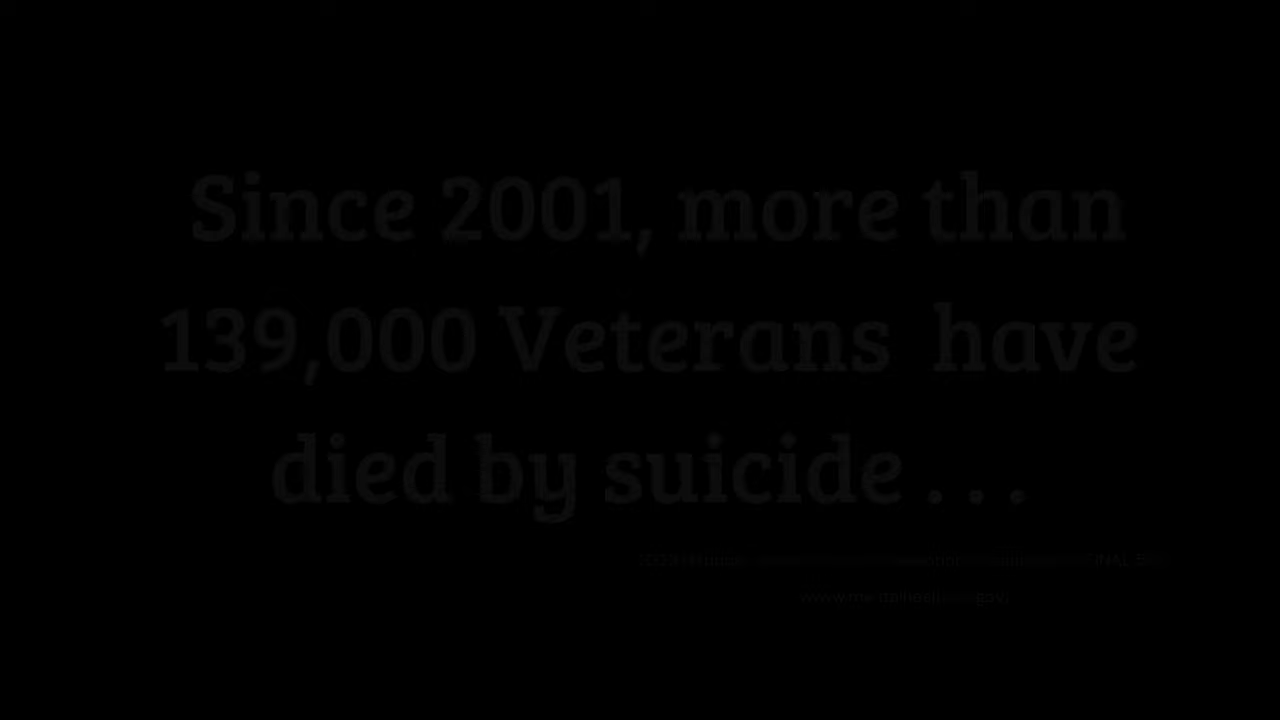 Since 2001, more than
139,000 Veterans have
died by suicide . . .